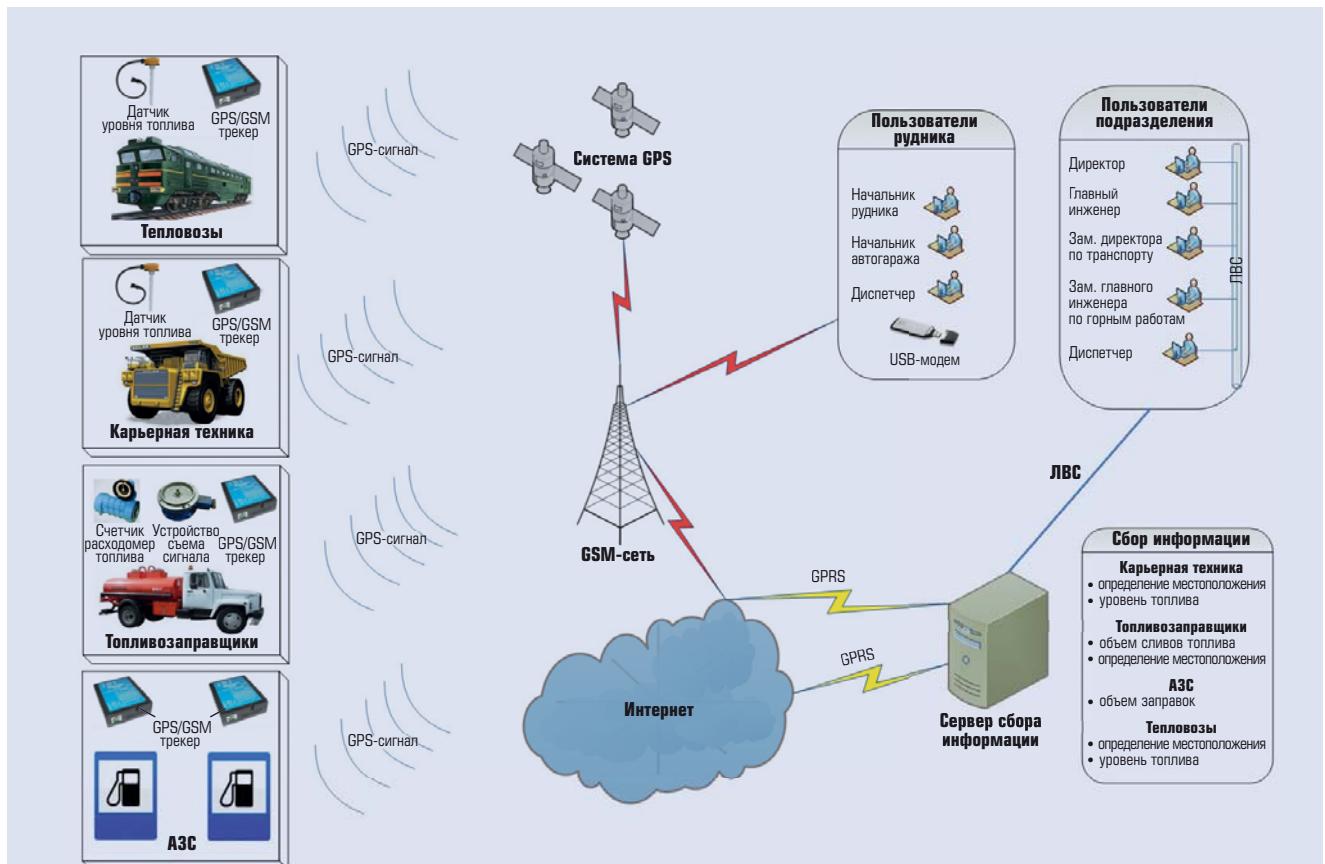 Датчик
уровня топлива
GPS/GSM
трекер
Тепловозы
GPS-сигнал
Датчик
уровня топлива
GPS/GSM
трекер
Карьерная техника
GPS-сигнал
Счетчик
расходомер
топлива
Устройство
съема
сигнала
GPS/GSM
трекер
Топливозаправщики
GPS-сигнал
GPS/GSM
трекер
АЗС
GPS-сигнал
Система GPS
GSM-сеть
Интернет
GPRS
GPRS
Сервер сбора
информации
Пользователи
рудника
Начальник
рудника
Начальник
автогаража
Диспетчер
USB-модем
Пользователи
подразделения
Директор
Главный
инженер
Зам. директора
по транспорту
Зам. главного
инженера
по горным работам
Диспетчер
ЛВС
ЛВС
Сбор информации
Карьерная техника
• определение местоположения
• уровень топлива
Топливозаправщики
• объем сливов топлива
• определение местоположения
АЗС
• объем заправок
Тепловозы
• определение местоположения
• уровень топлива